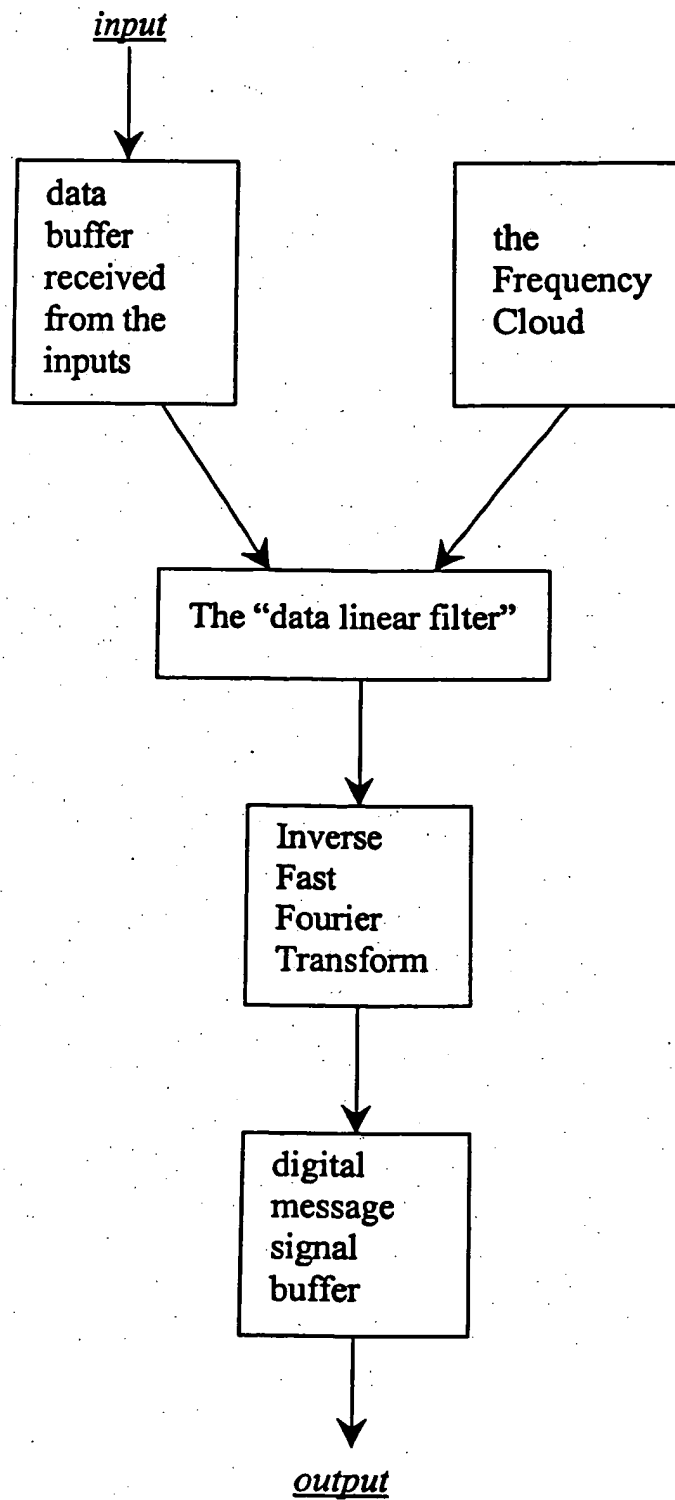 input
data
buffer
received
from the
inputs
the
Frequency
Cloud
The “data linear filter”
Inverse
Fast
Fourier
Transform
digital
message
signal
buffer
output